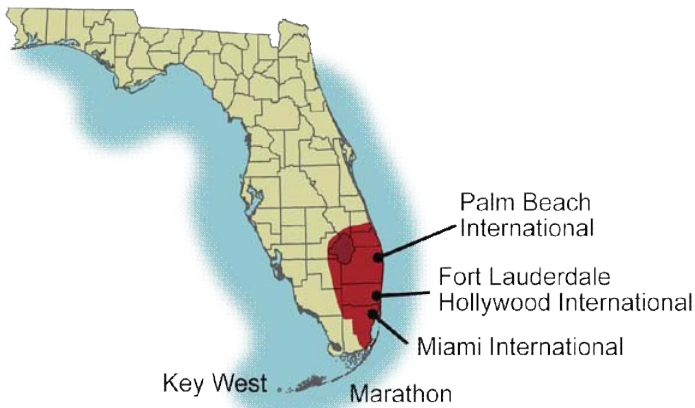 Palm Beach
International
Fort Lauderdale
Hollywood International
Miami International
Key West
Marathon